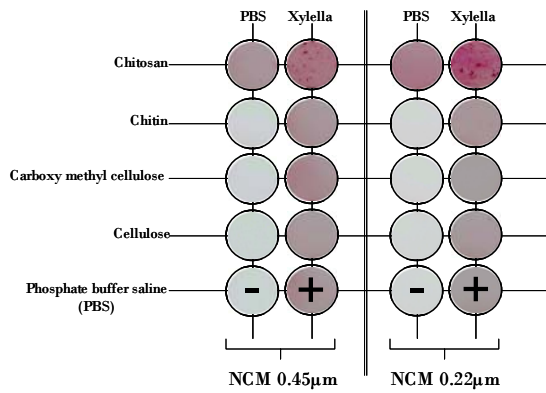 PBS Xylella PBS Xylella
Chitosan
Chitin
Carboxy methyl cellulose
Cellulose
Phosphate buffer saline - + - +
(PBS)
NCM 0.45µm NCM 0.22µm